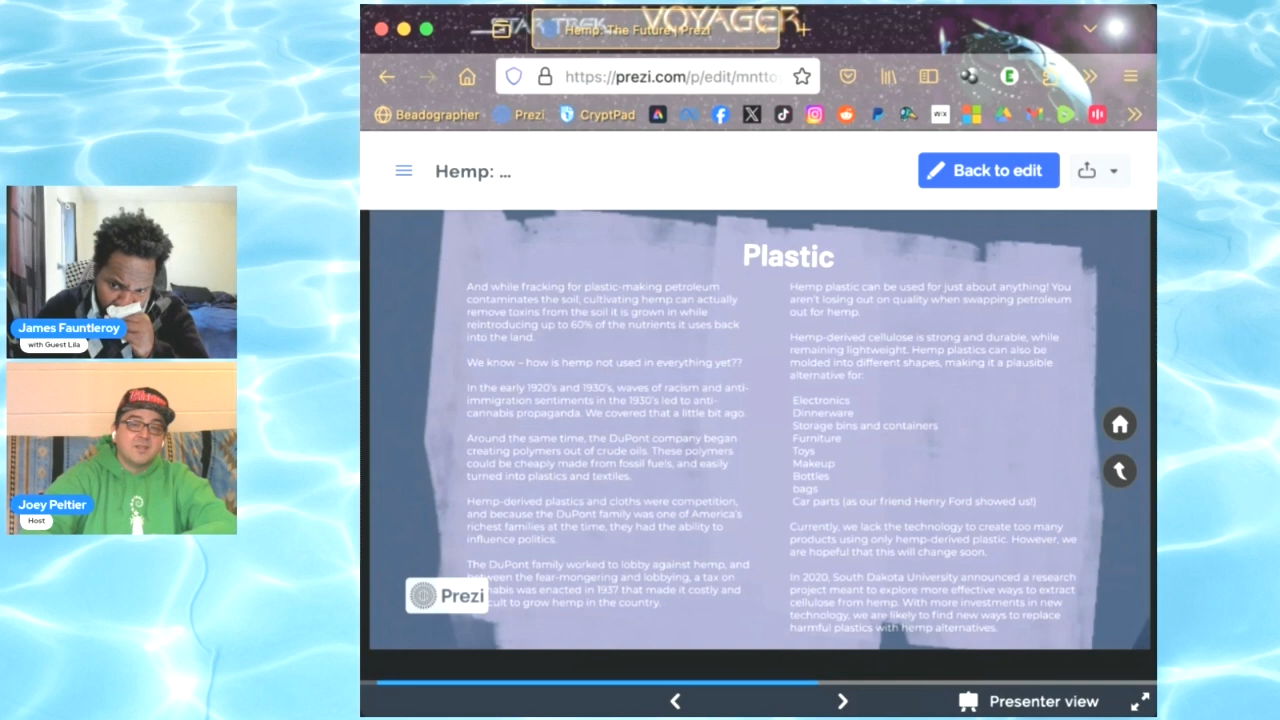 STAR TREK
VOYAGER
Hemp: The Future | Prezi
https://prezi.com/p/edit/mntto
Beadographer
Prezi
CryptPad
WIX
Hemp: ...
Back to edit
Plastic
And while fracking for plastic-making petroleum
contaminates the soil, cultivating hemp can actually
remove toxins from the soil it is grown in while
reintroducing up to 60% of the nutrients it uses back
into the land.
We know – how is hemp not used in everything yet??
In the early 1920's and 1930's, waves of racism and anti-
immigration sentiments in the 1930's led to anti-
cannabis propaganda. We covered that a little bit ago.
Around the same time, the DuPont company began
creating polymers out of crude oils. These polymers
could be cheaply made from fossil fuels, and easily
turned into plastics and textiles.
Hemp-derived plastics and cloths were competition,
and because the DuPont family was one of America's
richest families at the time, they had the ability to
influence politics.
The DuPont family worked to lobby against hemp, and
between the fear-mongering and lobbying, a tax on
nabis was enacted in 1937 that made it costly and
cult to grow hemp in the country.
Prezi
Hemp plastic can be used for just about anything! You
aren't losing out on quality when swapping petroleum
out for hemp.
Hemp-derived cellulose is strong and durable, while
remaining lightweight. Hemp plastics can also be
molded into different shapes, making it a plausible
alternative for:
Electronics
Dinnerware
Storage bins and containers
Furniture
Toys
Makeup
Bottles
bags
Car parts (as our friend Henry Ford showed us!)
Currently, we lack the technology to create too many
products using only hemp-derived plastic. However, we
are hopeful that this will change soon.
In 2020, South Dakota University announced a research
project meant to explore more effective ways to extract
cellulose from hemp. With more investments in new
technology, we are likely to find new ways to replace
harmful plastics with hemp alternatives.
Presenter view
James Fauntleroy
with Guest Lila
Joey Peltier
Host